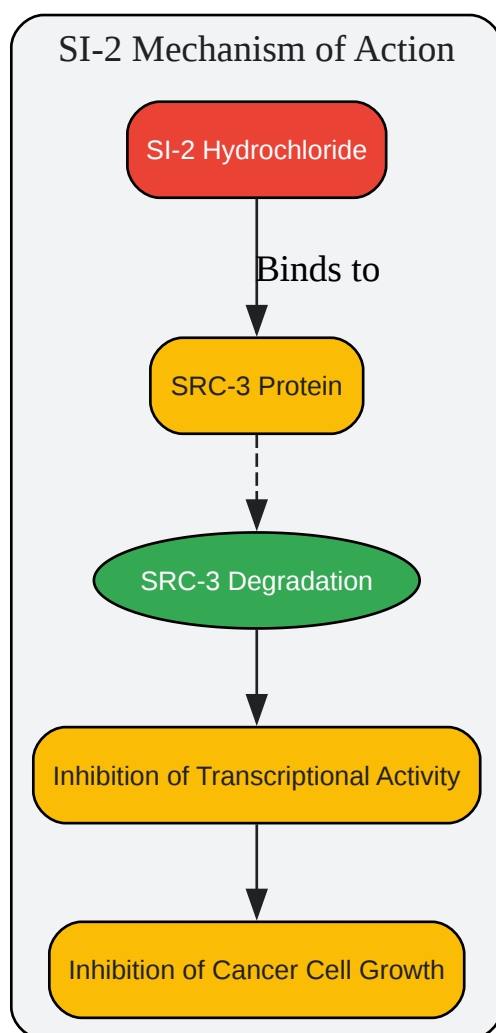 SI-2 Mechanism of Action
SI-2 Hydrochloride
Binds to
SRC-3 Protein
SRC-3 Degradation
Inhibition of Transcriptional Activity
Inhibition of Cancer Cell Growth